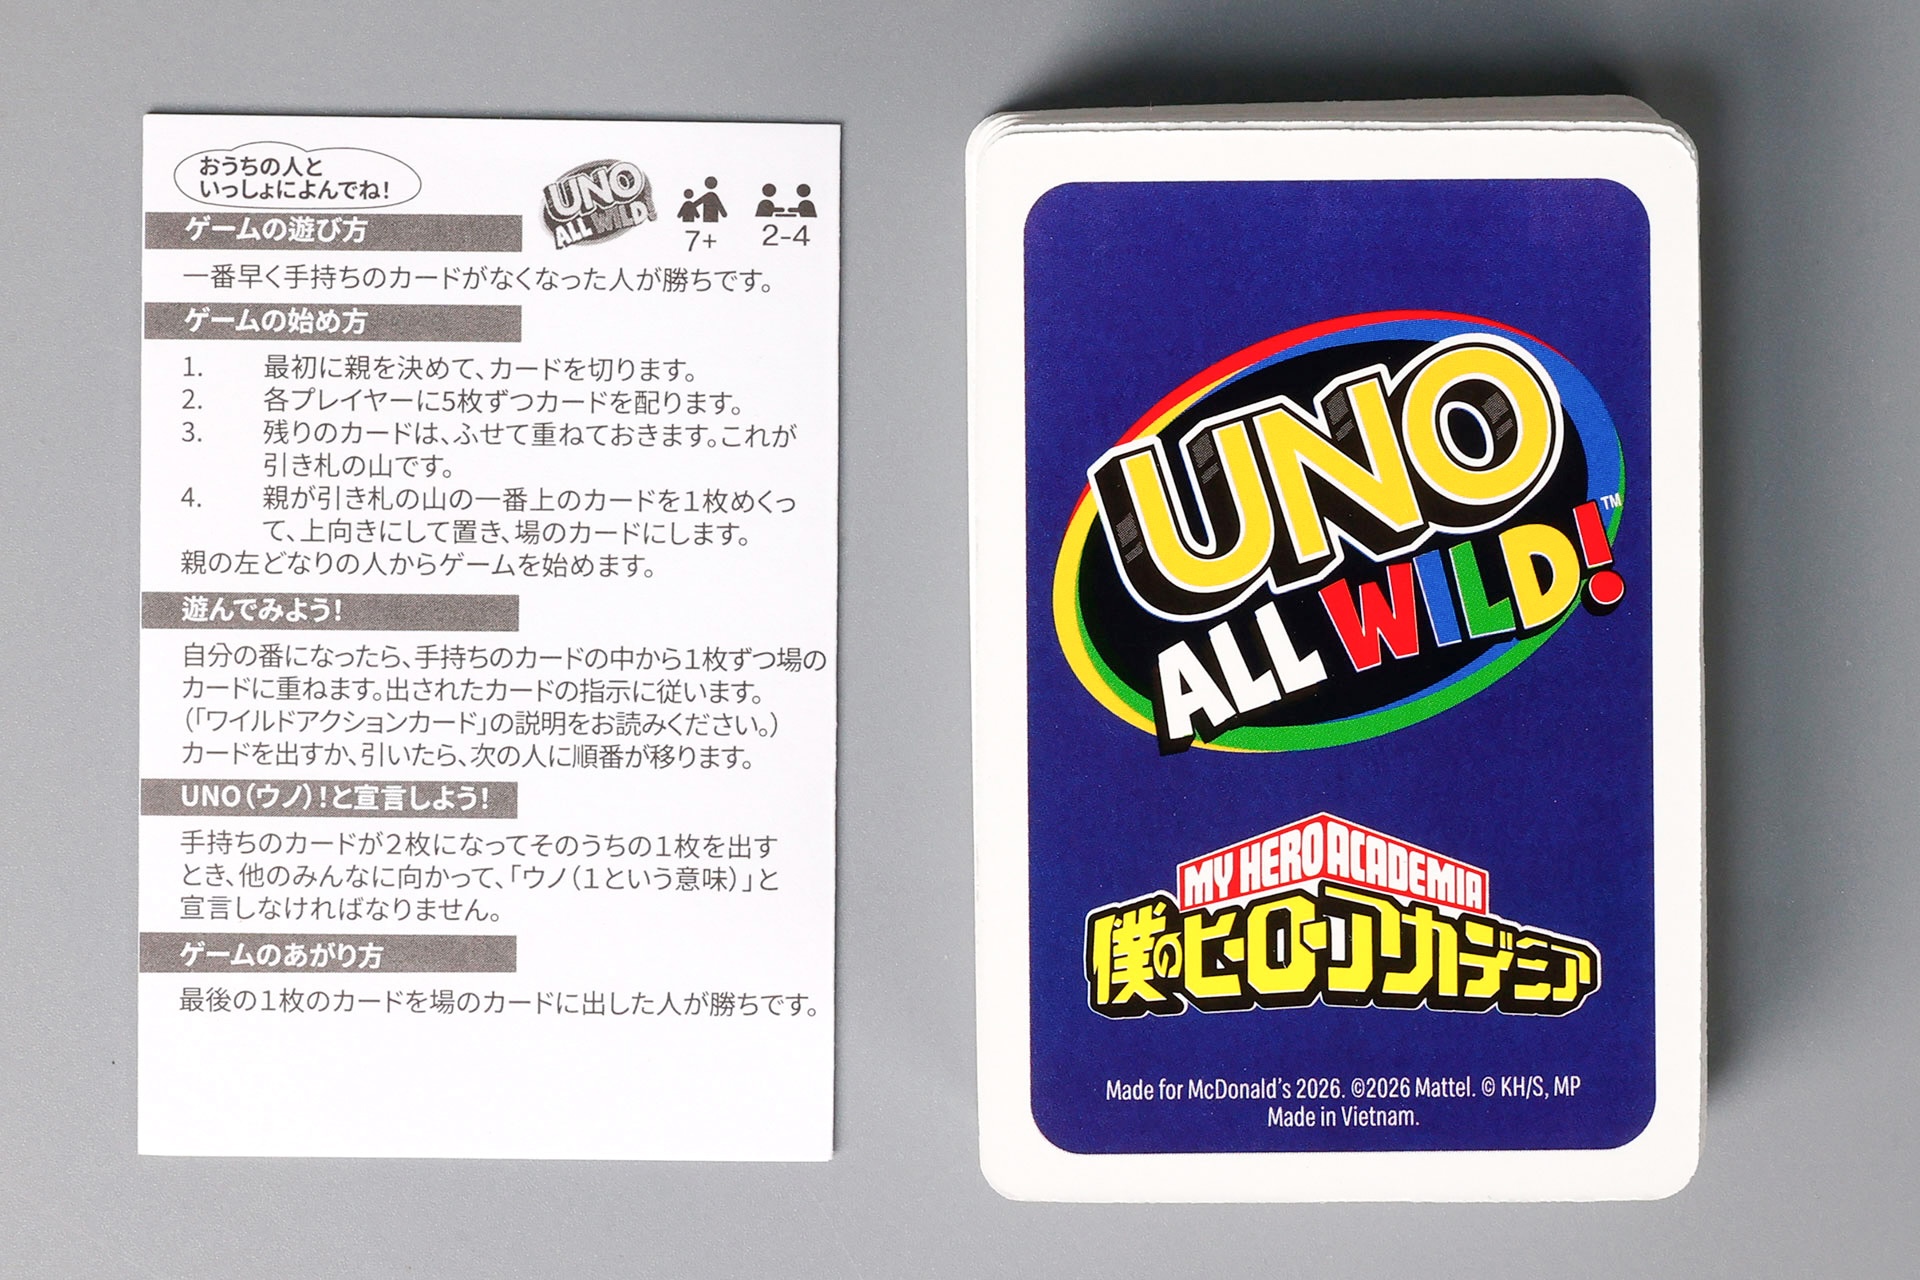 おうちの人と
いっしょによんでね！
UNO
ALL WILD!
7+
2-4
ゲームの遊び方
一番早く手持ちのカードがなくなった人が勝ちです。
ゲームの始め方
1. 最初に親を決めて、カードを切ります。
2. 各プレイヤーに5枚ずつカードを配ります。
3. 残りのカードは、ふせて重ねておきます。これが
引き札の山です。
4. 親が引き札の山の一番上のカードを１枚めくっ
て、上向きにして置き、場のカードにします。
親の左どなりの人からゲームを始めます。
遊んでみよう！
自分の番になったら、手持ちのカードの中から１枚ずつ場の
カードに重ねます。出されたカードの指示に従います。
（「ワイルドアクションカード」の説明をお読みください。）
カードを出すか、引いたら、次の人に順番が移ります。
UNO（ウノ）！と宣言しよう！
手持ちのカードが２枚になってそのうちの１枚を出す
とき、他のみんなに向かって、「ウノ（１という意味）」と
宣言しなければなりません。
ゲームのあがり方
最後の１枚のカードを場のカードに出した人が勝ちです。
UNO
ALL WILD!™
MY HERO ACADEMIA
僕のヒーローアカデミア
Made for McDonald's 2026. ©2026 Mattel. © KH/S, MP
Made in Vietnam.